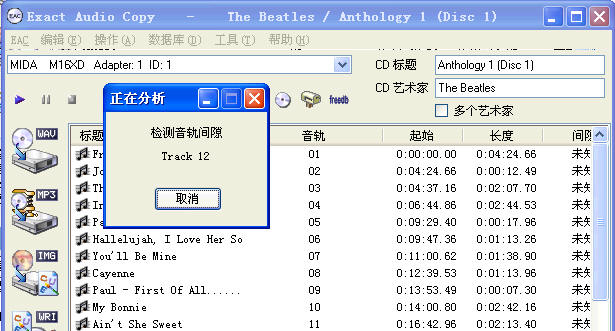 EAC Exact Audio Copy - The Beatles / Anthology 1 (Disc 1)
EAC 编辑(E) 操作(A) 数据库(D) 工具(T) 帮助(H)
MIDA M16XD Adapter: 1 ID: 1
CD 标题 Anthology 1 (Disc 1)
CD 艺术家 The Beatles
多个艺术家
freedb
正在分析
检测音轨间隙
Track 12
取消
WAV
MP3
IMG
WRI
标题 音轨 起始 长度 间隙
Fr 01 0:00:00.00 0:04:24.66 未知
Jo 02 0:04:24.66 0:00:12.49 未知
Th 03 0:04:37.16 0:02:07.70 未知
In 04 0:06:44.86 0:02:44.53 未知
Pa 05 0:09:29.40 0:00:17.96 未知
Hallelujah, I Love Her So 06 0:09:47.36 0:01:13.26 未知
You'll Be Mine 07 0:11:00.62 0:01:38.90 未知
Cayenne 08 0:12:39.53 0:01:13.96 未知
Paul - First Of All...... 09 0:13:53.49 0:00:07.30 未知
My Bonnie 10 0:14:00.80 0:02:42.16 未知
Ain't She Sweet 11 0:16:42.96 0:02:13.40 未知